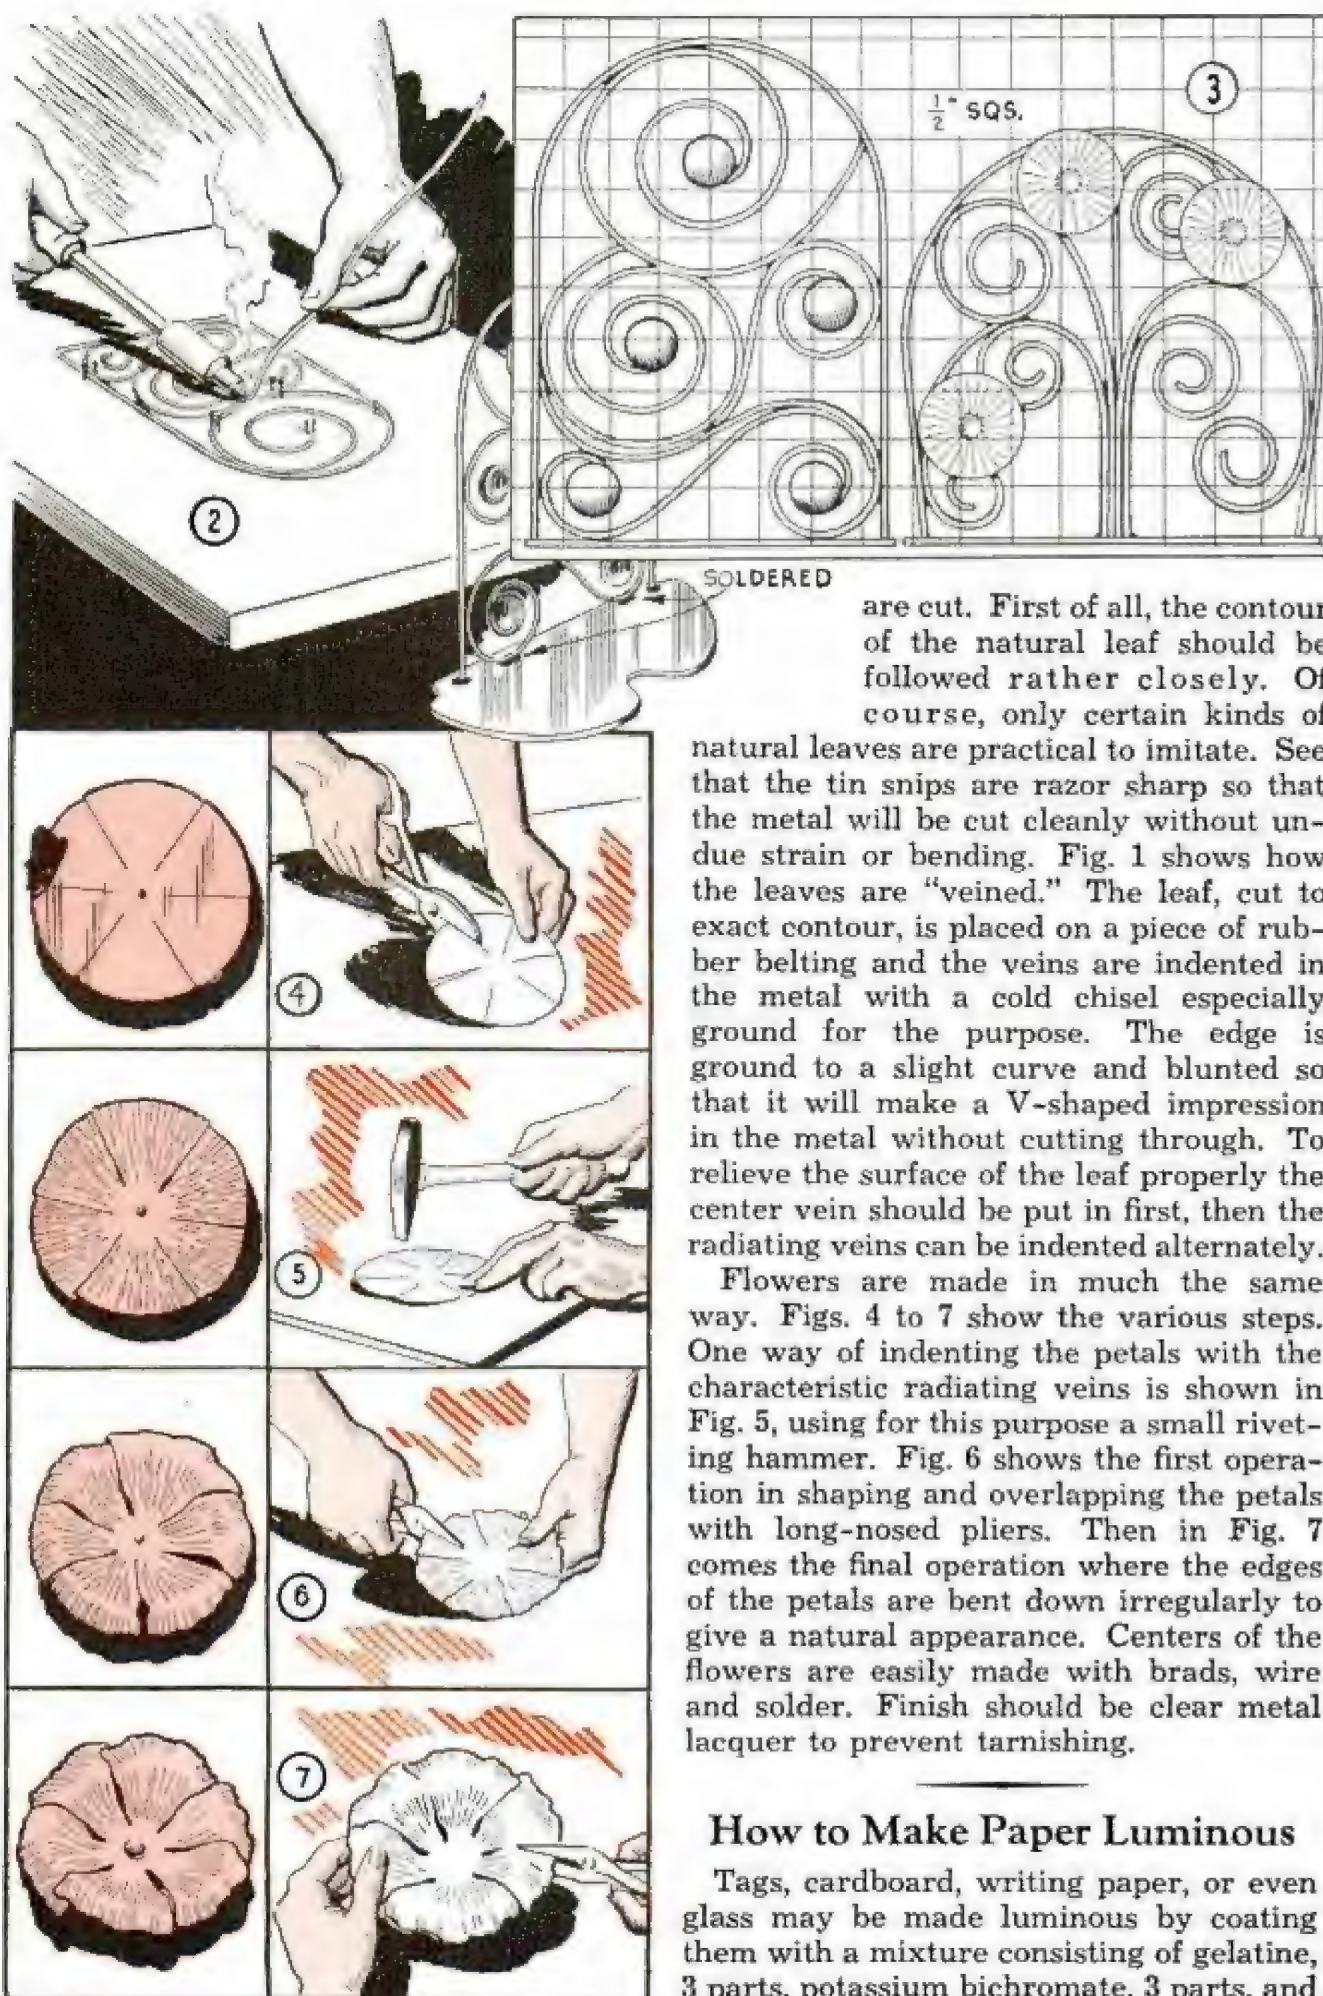 2
3
1/2" SQS.
SOLDERED
4
5
6
7
are cut. First of all, the contour
of the natural leaf should be
followed rather closely. Of
course, only certain kinds of
natural leaves are practical to imitate. See
that the tin snips are razor sharp so that
the metal will be cut cleanly without un-
due strain or bending. Fig. 1 shows how
the leaves are “veined.” The leaf, cut to
exact contour, is placed on a piece of rub-
ber belting and the veins are indented in
the metal with a cold chisel especially
ground for the purpose. The edge is
ground to a slight curve and blunted so
that it will make a V-shaped impression
in the metal without cutting through. To
relieve the surface of the leaf properly the
center vein should be put in first, then the
radiating veins can be indented alternately.
Flowers are made in much the same
way. Figs. 4 to 7 show the various steps.
One way of indenting the petals with the
characteristic radiating veins is shown in
Fig. 5, using for this purpose a small rivet-
ing hammer. Fig. 6 shows the first opera-
tion in shaping and overlapping the petals
with long-nosed pliers. Then in Fig. 7
comes the final operation where the edges
of the petals are bent down irregularly to
give a natural appearance. Centers of the
flowers are easily made with brads, wire
and solder. Finish should be clear metal
lacquer to prevent tarnishing.
How to Make Paper Luminous
Tags, cardboard, writing paper, or even
glass may be made luminous by coating
them with a mixture consisting of gelatine,
3 parts, potassium bichromate, 3 parts, and